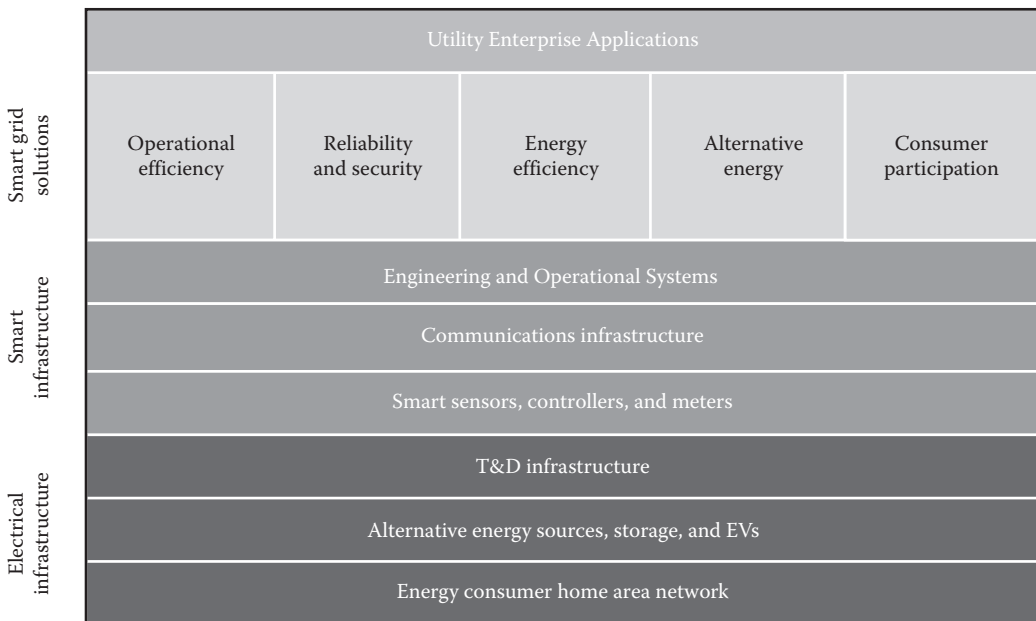 Utility Enterprise Applications
Smart grid
solutions
Operational
efficiency
Reliability
and security
Energy
efficiency
Alternative
energy
Consumer
participation
Smart
infrastructure
Engineering and Operational Systems
Communications infrastructure
Smart sensors, controllers, and meters
Electrical
infrastructure
T&D infrastructure
Alternative energy sources, storage, and EVs
Energy consumer home area network